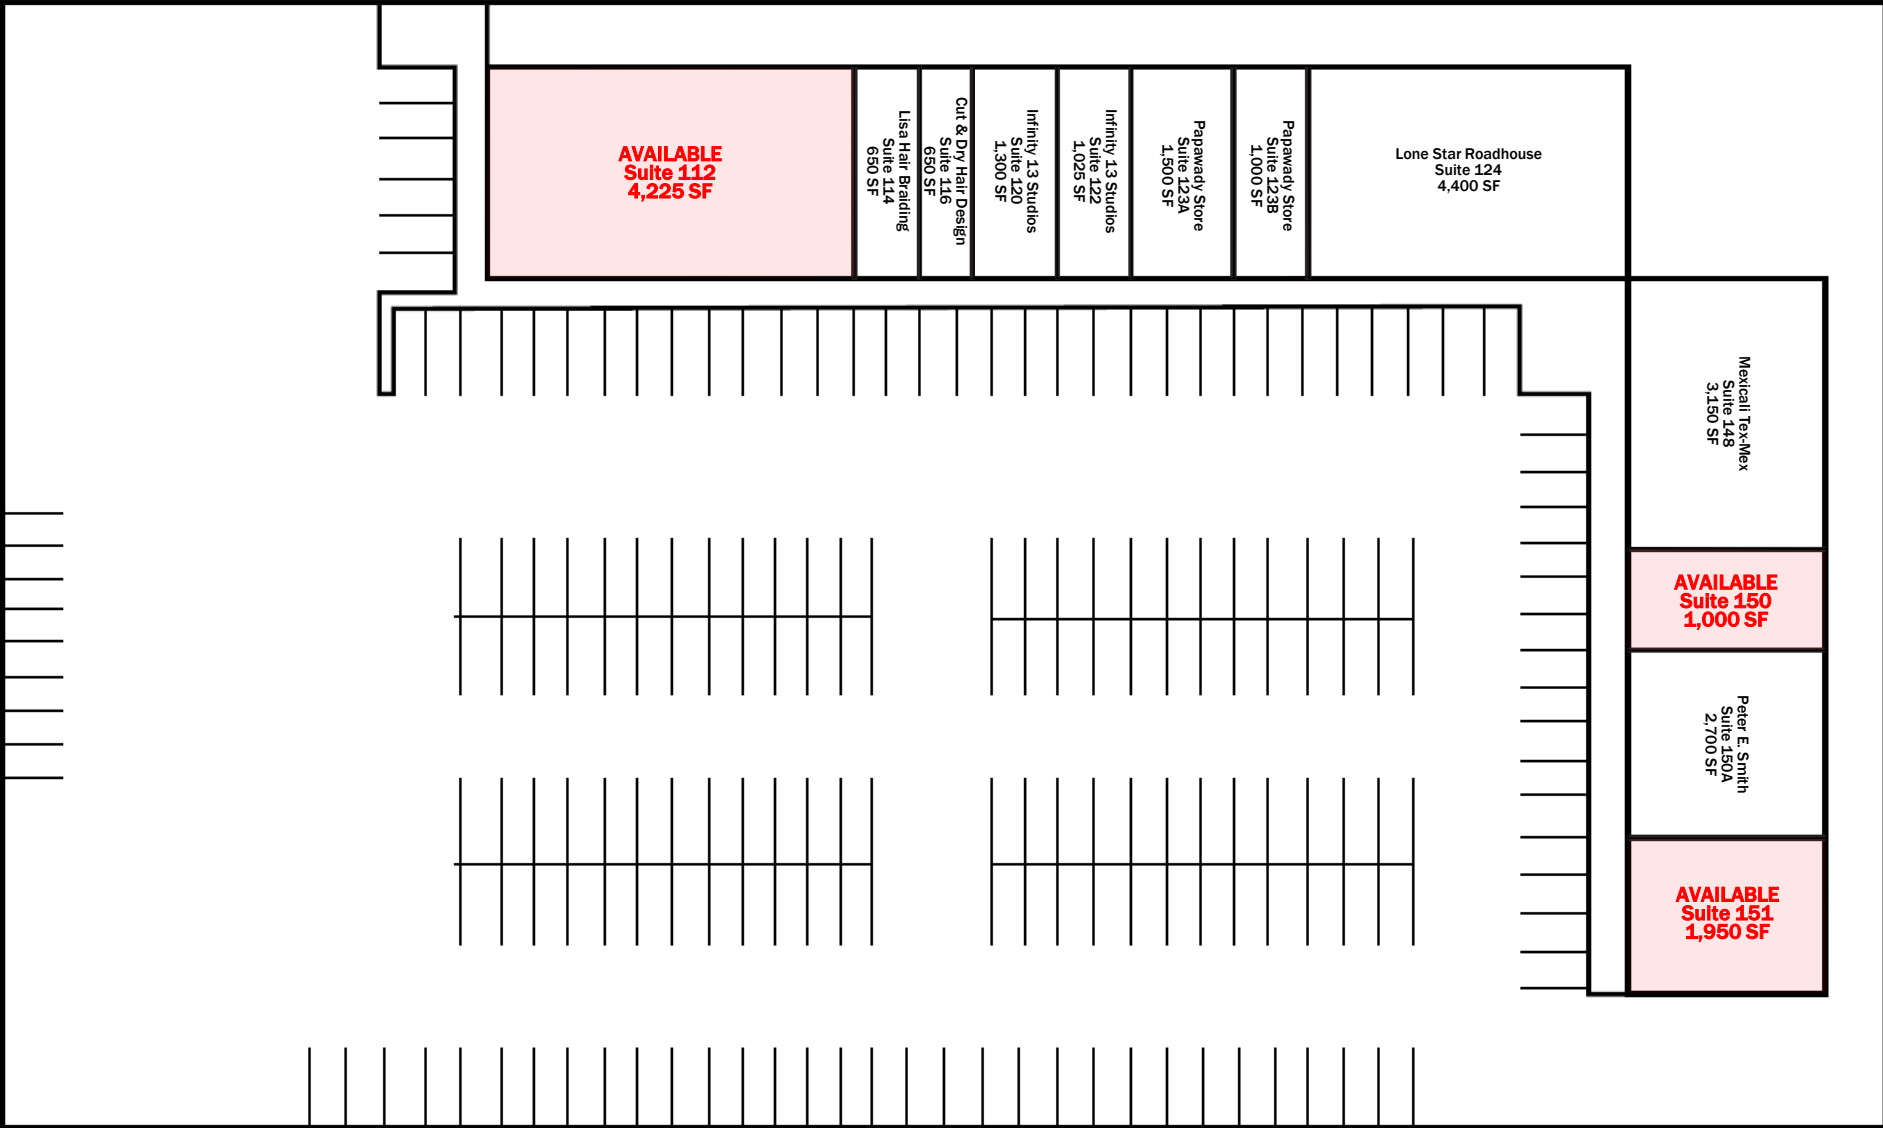 AVAILABLE
Suite 112
4,225 SF
Lisa Hair Braiding
Suite 114
650 SF
Cut & Dry Hair Design
Suite 116
650 SF
Infinity 13 Studios
Suite 120
1,300 SF
Infinity 13 Studios
Suite 122
1,025 SF
Papawady Store
Suite 123A
1,500 SF
Papawady Store
Suite 123B
1,000 SF
Lone Star Roadhouse
Suite 124
4,400 SF
Mexicali Tex-Mex
Suite 148
3,150 SF
AVAILABLE
Suite 150
1,000 SF
Peter E. Smith
Suite 150A
2,700 SF
AVAILABLE
Suite 151
1,950 SF